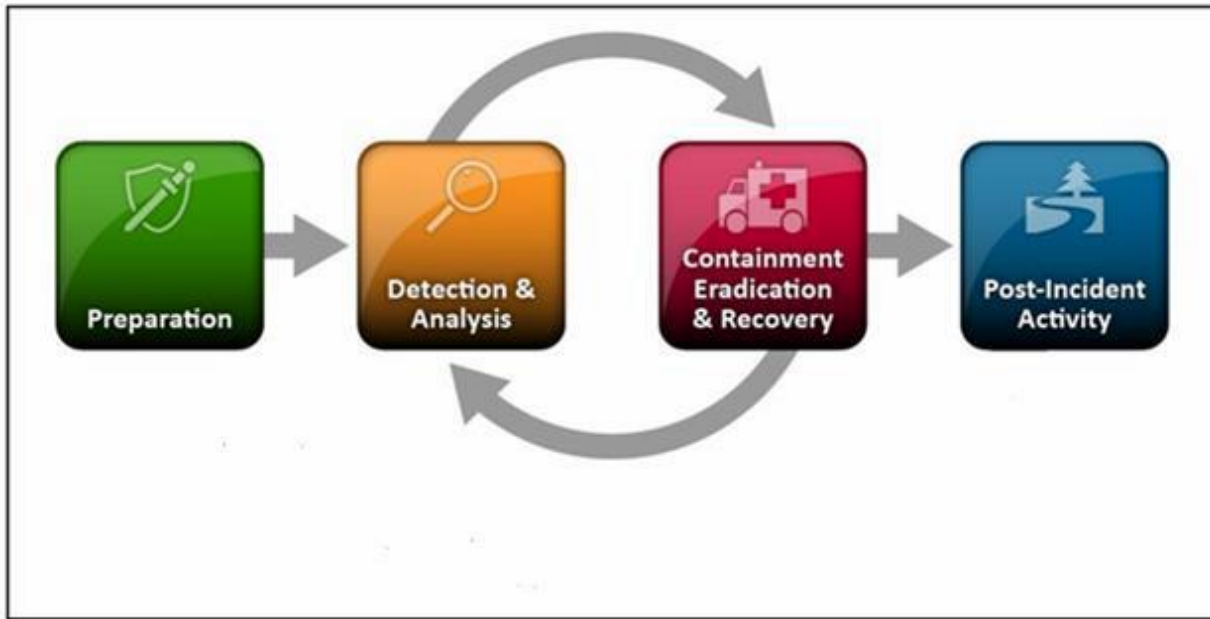 Preparation
Detection &
Analysis
Containment
Eradication
& Recovery
Post-Incident
Activity